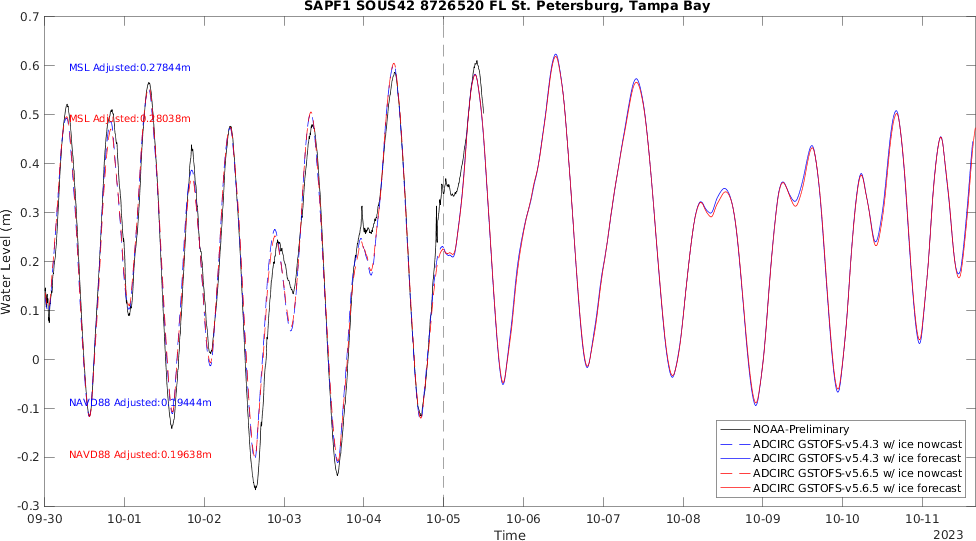 SAPF1 SOUS42 8726520 FL St. Petersburg, Tampa Bay
0.7
0.6
0.5
0.4
0.3
0.2
0.1
0
-0.1
-0.2
-0.3
Water Level (m)
MSL Adjusted:0.27844m
MSL Adjusted:0.28038m
NAVD88 Adjusted:0.19444m
NAVD88 Adjusted:0.19638m
NOAA-Preliminary
ADCIRC GSTOFS-v5.4.3 w/ ice nowcast
ADCIRC GSTOFS-v5.4.3 w/ ice forecast
ADCIRC GSTOFS-v5.6.5 w/ ice nowcast
ADCIRC GSTOFS-v5.6.5 w/ ice forecast
09-30 10-01 10-02 10-03 10-04 10-05 10-06 10-07 10-08 10-09 10-10 10-11
Time
2023